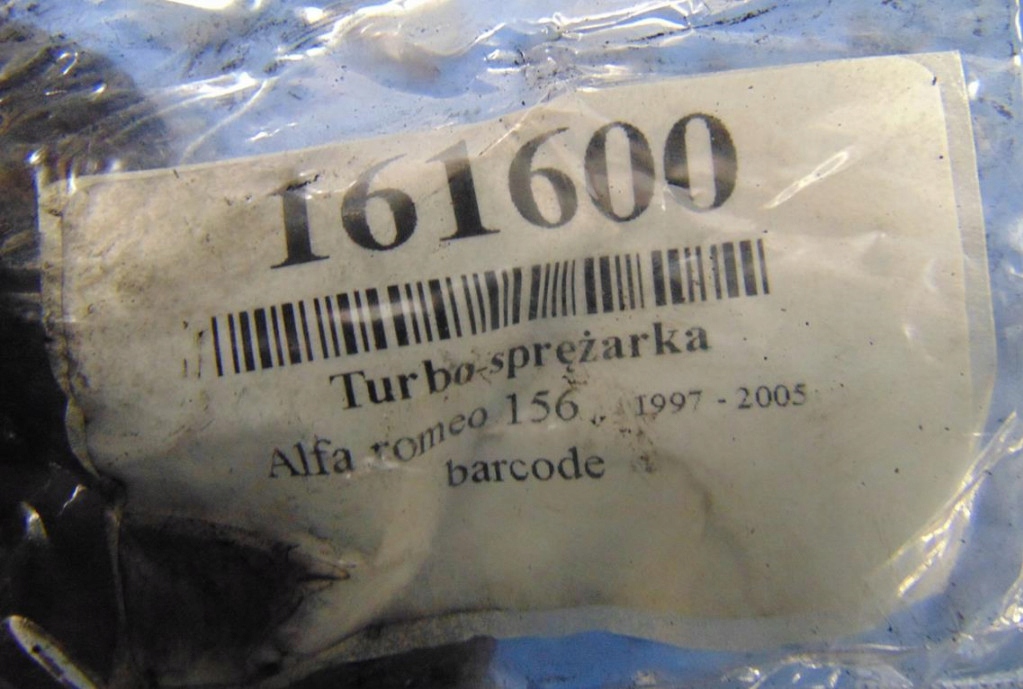 161600
Turbo-sprężarka
Alfa romeo 156 .. 1997 - 2005
barcode